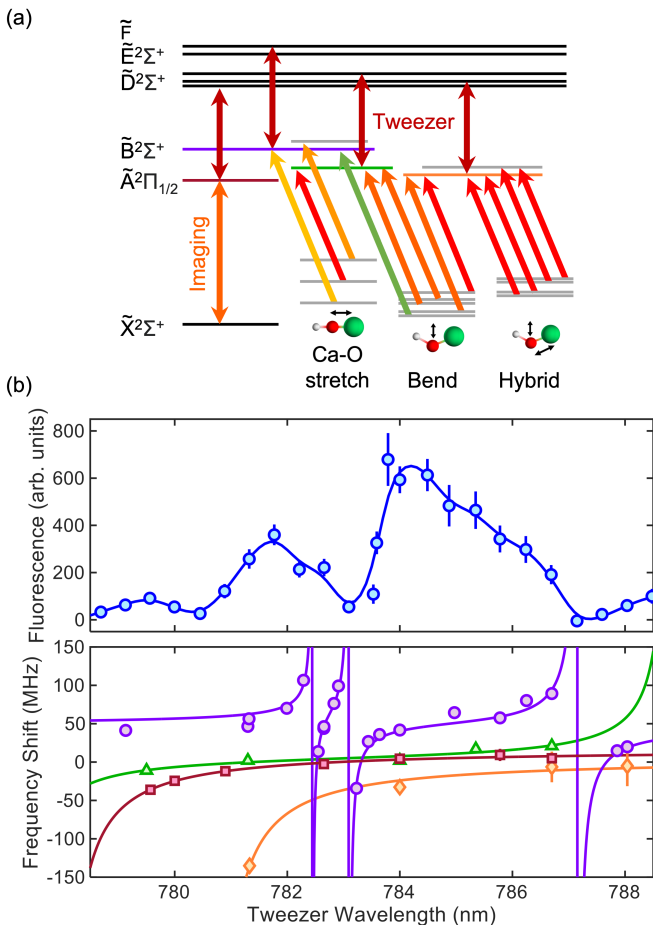 (a)
F̃
Ẽ²Σ⁺
D̃²Σ⁺
Tweezer
B̃²Σ⁺
òΠ₁/₂
Imaging
X̃²Σ⁺
Ca-O
stretch
Bend
Hybrid
(b)
Fluorescence (arb. units)
800
600
400
200
0
Frequency Shift (MHz)
150
100
50
0
-50
-100
-150
780
782
784
786
788
Tweezer Wavelength (nm)